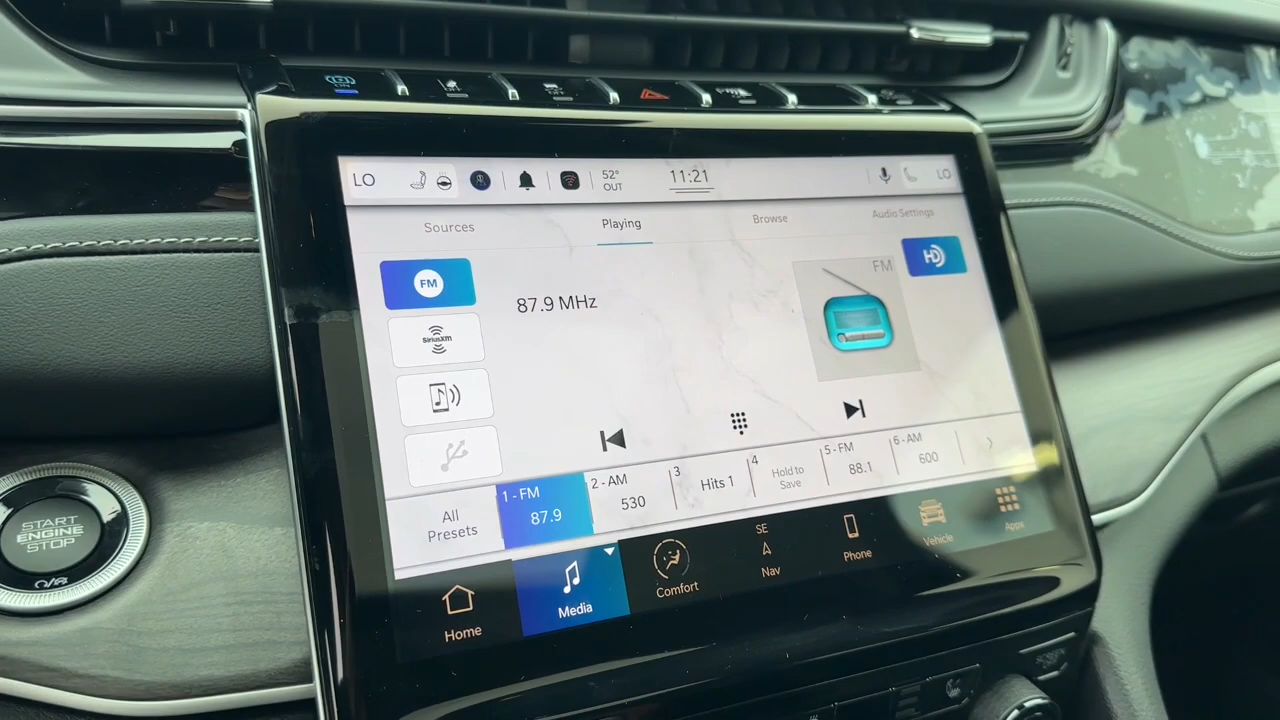 LO
52°
OUT
11:21
LO
Sources
Playing
Browse
Audio Settings
FM
87.9 MHz
FM
HD
SiriusXM
All
Presets
1 - FM
87.9
2 - AM
530
3
Hits 1
4
Hold to
Save
5 - FM
88.1
6 - AM
600
START
ENGINE
STOP
Home
Media
Comfort
SE
Nav
Phone
Vehicle
Apps
SCREEN
OFF